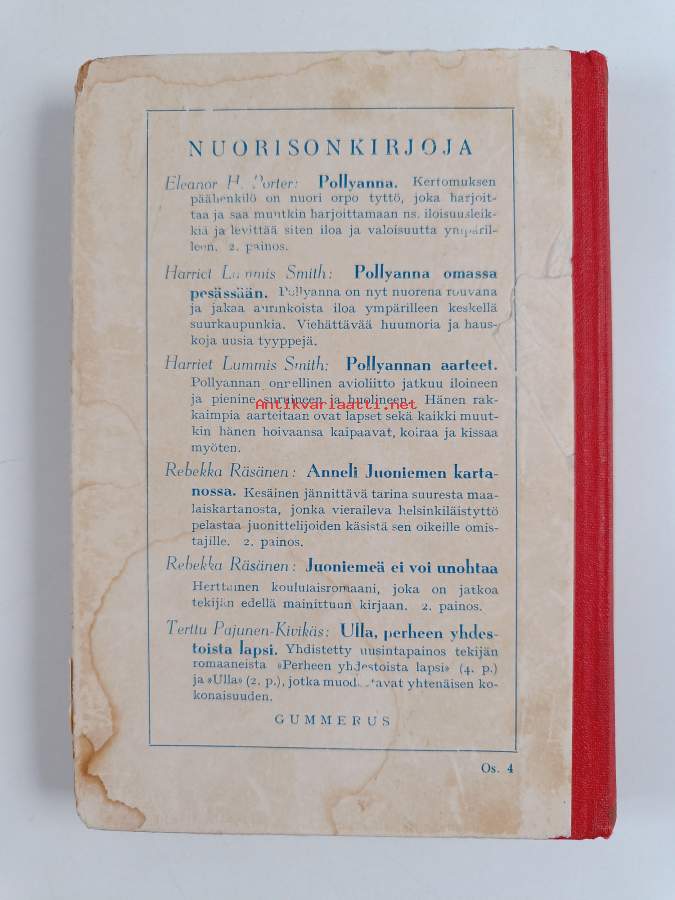 NUORISONKIRJOJA
Eleanor H. Porter: Pollyanna. Kertomuksen
päähenkilö on nuori orpo tyttö, joka harjoit-
taa ja saa muutkin harjoittamaan ns. iloisuusleik-
kiä ja levittää siten iloa ja valoisuutta ympäril-
leen. 2. painos.
Harriet Lummis Smith: Pollyanna omassa
pesässään. Pollyanna on nyt nuorena rouvana
ja jakaa aurinkoista iloa ympärilleen keskellä
suurkaupunkia. Viehättävää huumoria ja haus-
koja uusia tyyppejä.
Harriet Lummis Smith: Pollyannan aarteet.
Pollyannan onnellinen avioliitto jatkuu iloineen
ja pienine suruineen ja huolineen. Hänen rak-
Antikvariaatti.net
kaimpia aarteitaan ovat lapset sekä kaikki muut-
kin hänen hoivaansa kaipaavat, koiraa ja kissaa
myöten.
Rebekka Räsänen: Anneli Juoniemen karta-
nossa. Kesäinen jännittävä tarina suuresta maa-
laiskartanosta, jonka vieraileva helsinkiläistyttö
pelastaa juonittelijoiden käsistä sen oikeille omis-
tajille. 2. painos.
Rebekka Räsänen: Juoniemeä ei voi unohtaa
Herttainen koululaisromaani, joka on jatkoa
tekijän edellä mainittuun kirjaan. 2. painos.
Terttu Pajunen-Kivikäs: Ulla, perheen yhdes-
toista lapsi. Yhdistetty uusintapainos tekijän
romaaneista »Perheen yhdestoista lapsi» (4. p.)
ja »Ulla» (2. p.), jotka muodostavat yhtenäisen ko-
konaisuuden.
GUMMERUS
Os. 4